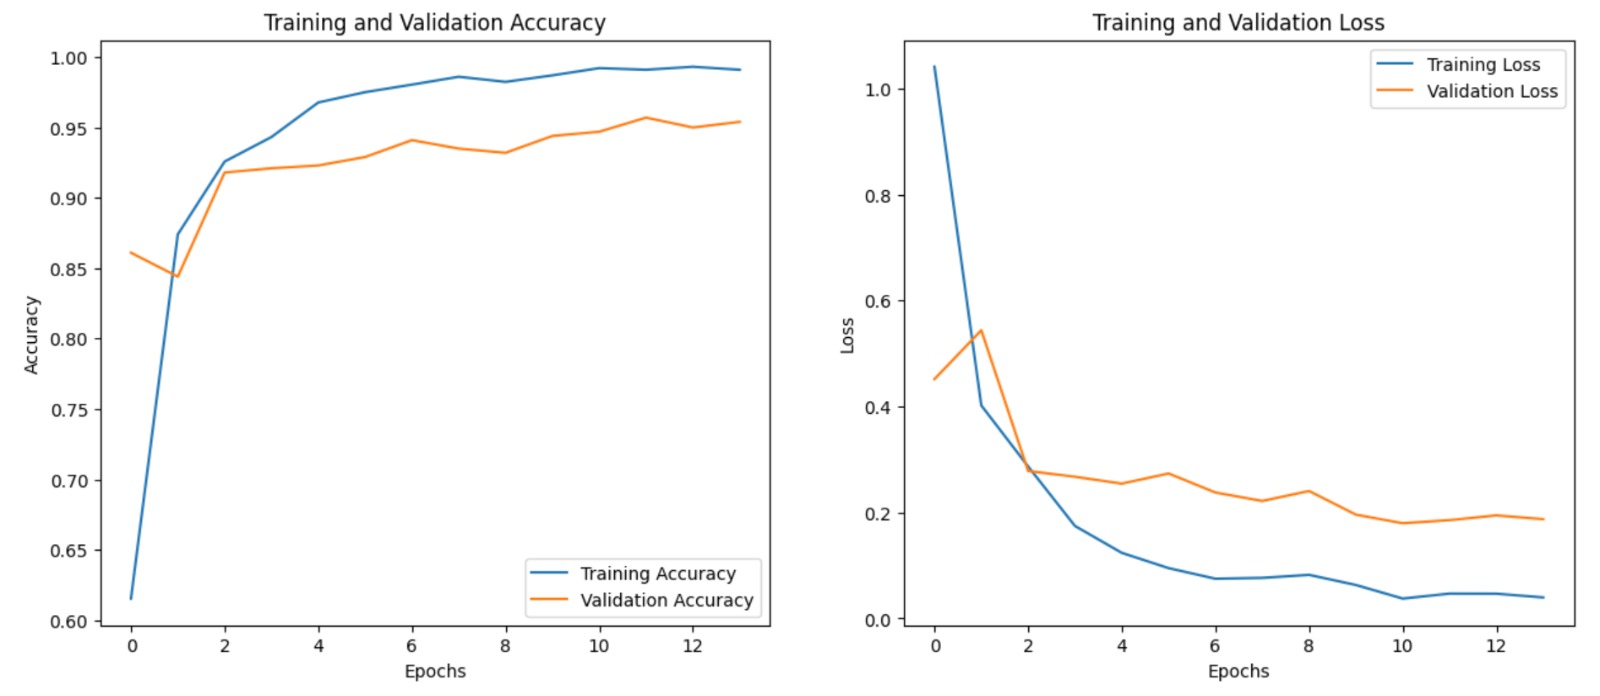 Training and Validation Accuracy
Accuracy
1.00
0.95
0.90
0.85
0.80
0.75
0.70
0.65
0.60
Training Accuracy
Validation Accuracy
0 2 4 6 8 10 12
Epochs
Training and Validation Loss
Loss
Training Loss
Validation Loss
1.0
0.8
0.6
0.4
0.2
0.0
0 2 4 6 8 10 12
Epochs